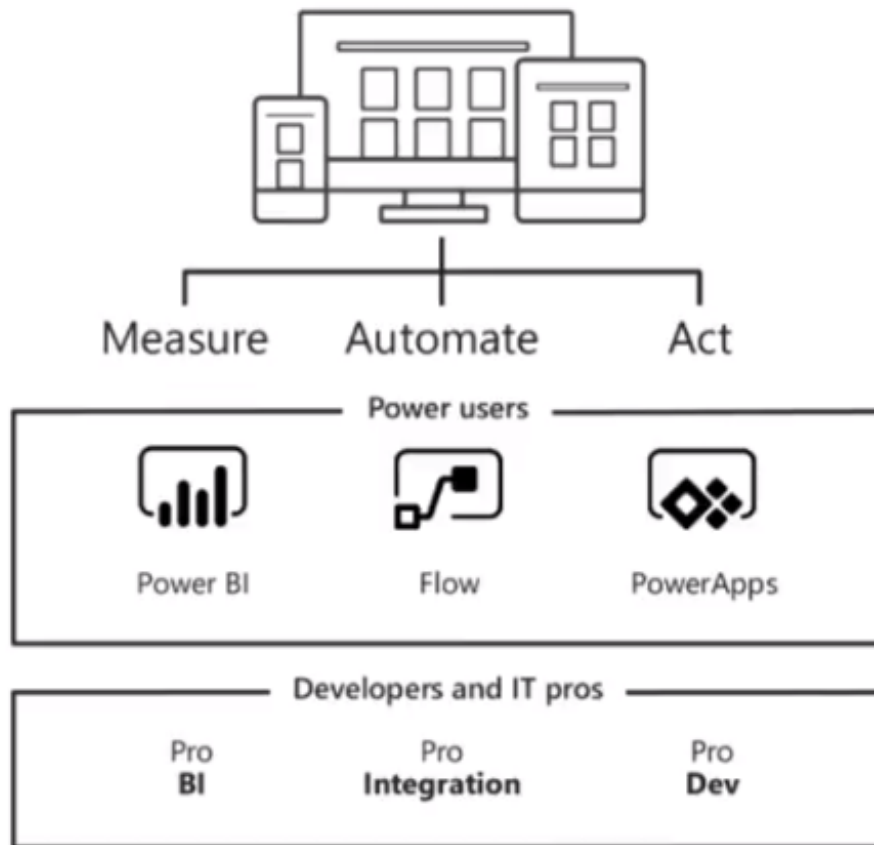 Measure Automate Act
Power users
Power BI Flow PowerApps
Developers and IT pros
Pro Pro Pro
BI Integration Dev